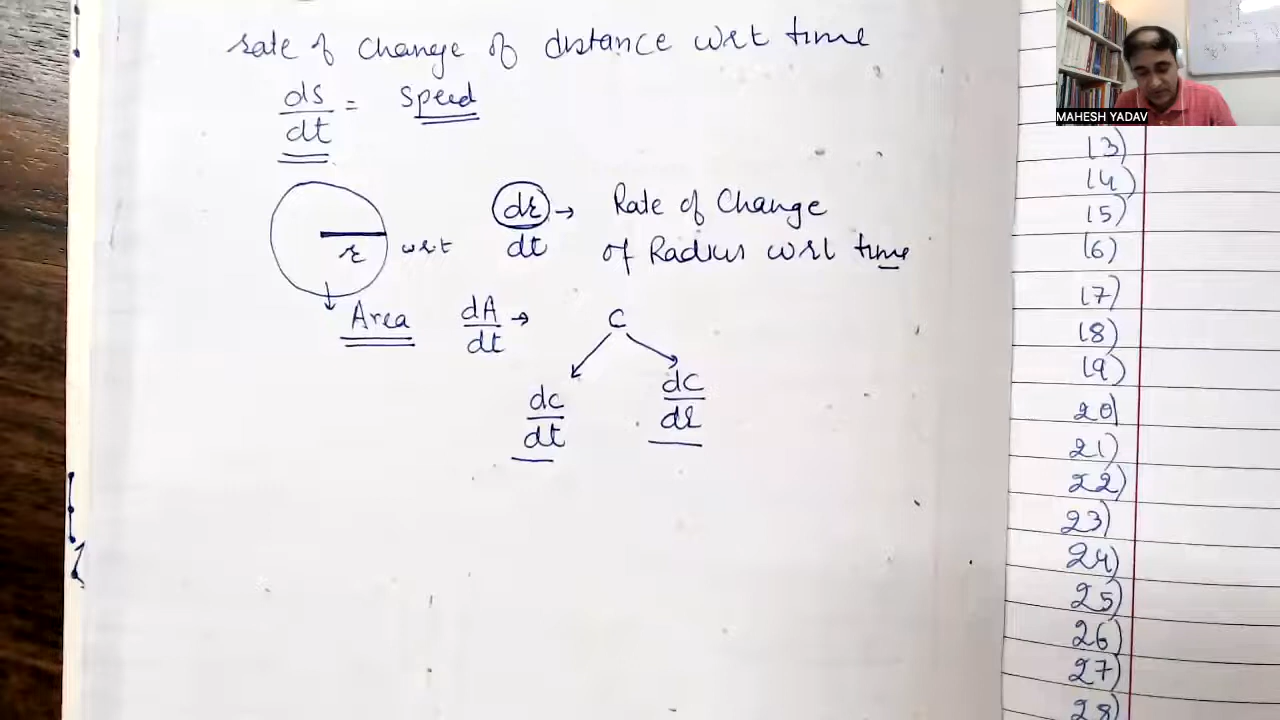 rate of change of distance wrt time
ds/dt = speed
r wrt dr/dt → Rate of Change
of Radius wrt time
Area dA/dt → C
dc/dt dc/dr
MAHESH YADAV
13)
14)
15)
16)
17)
18)
19)
20)
21)
22)
23)
24)
25)
26)
27)
28)